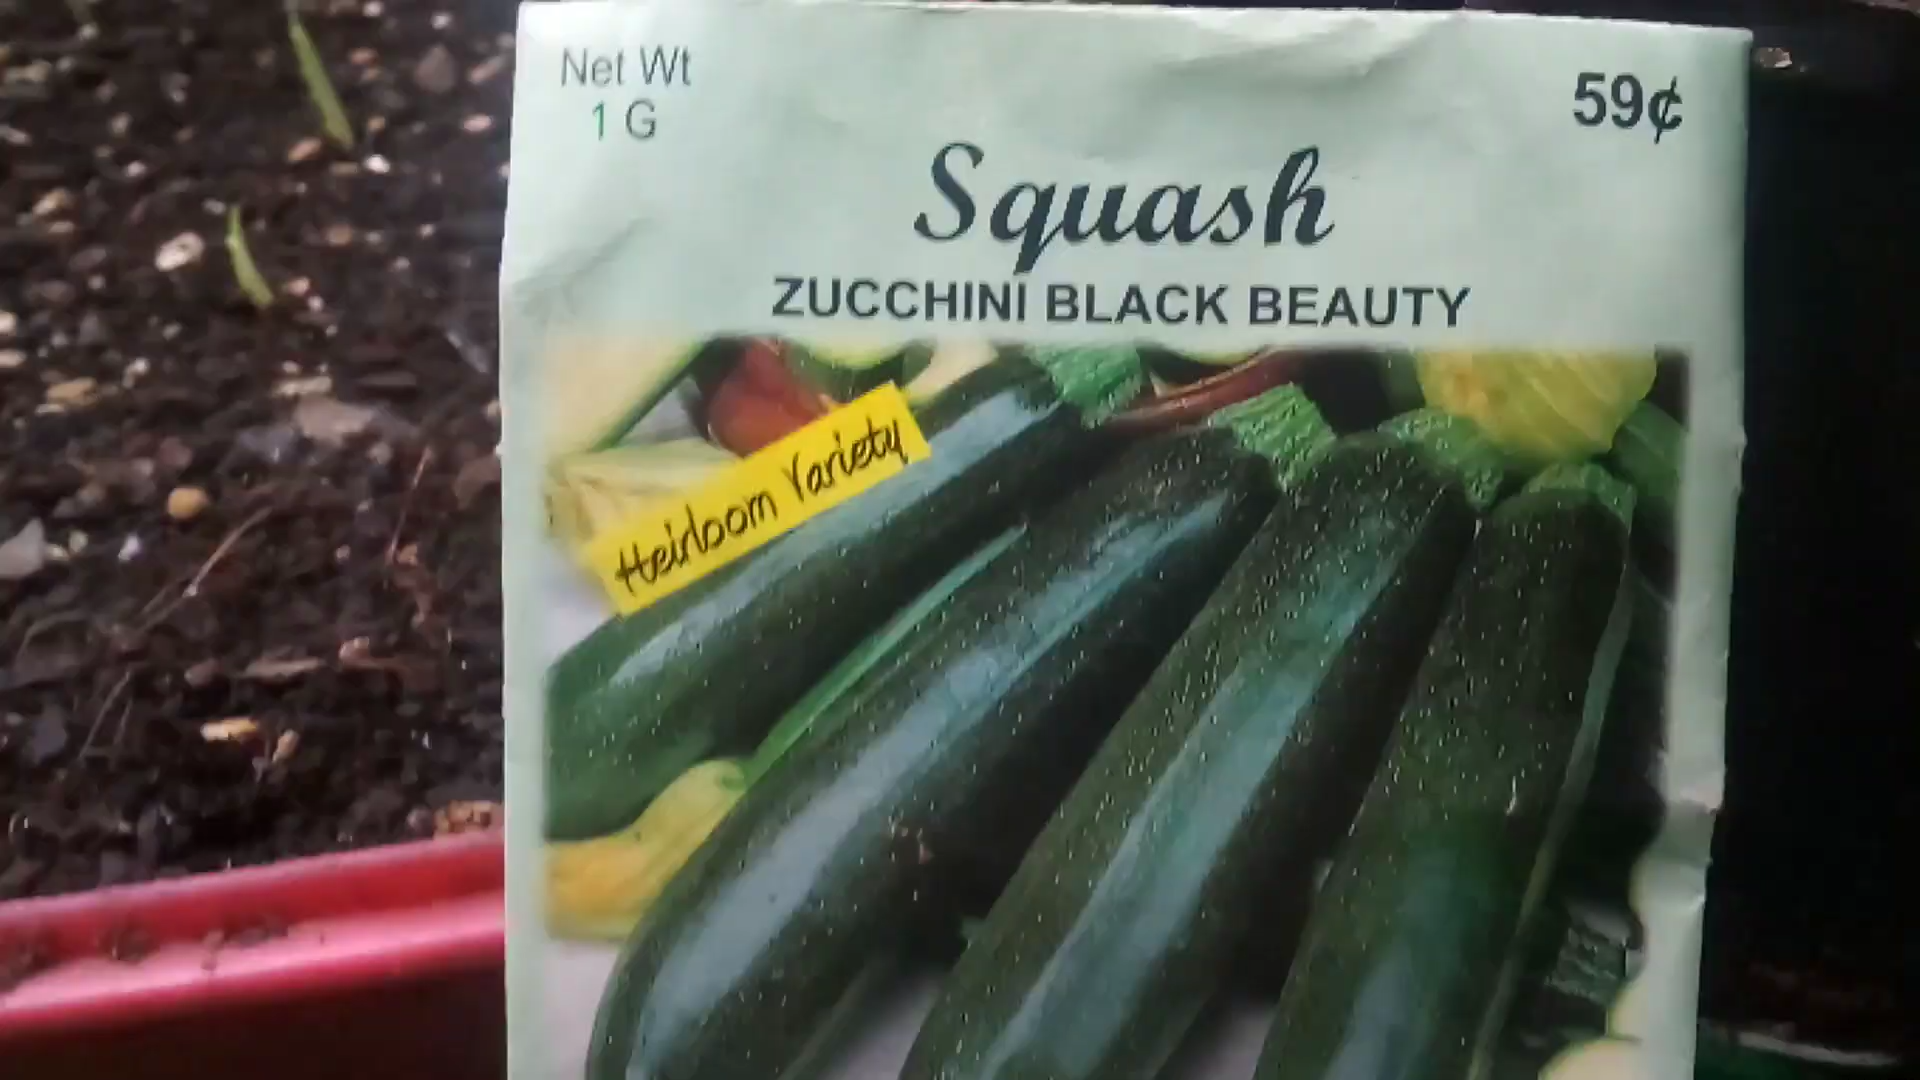 Net Wt
1 G
59¢
Squash
ZUCCHINI BLACK BEAUTY
Heirloom Variety